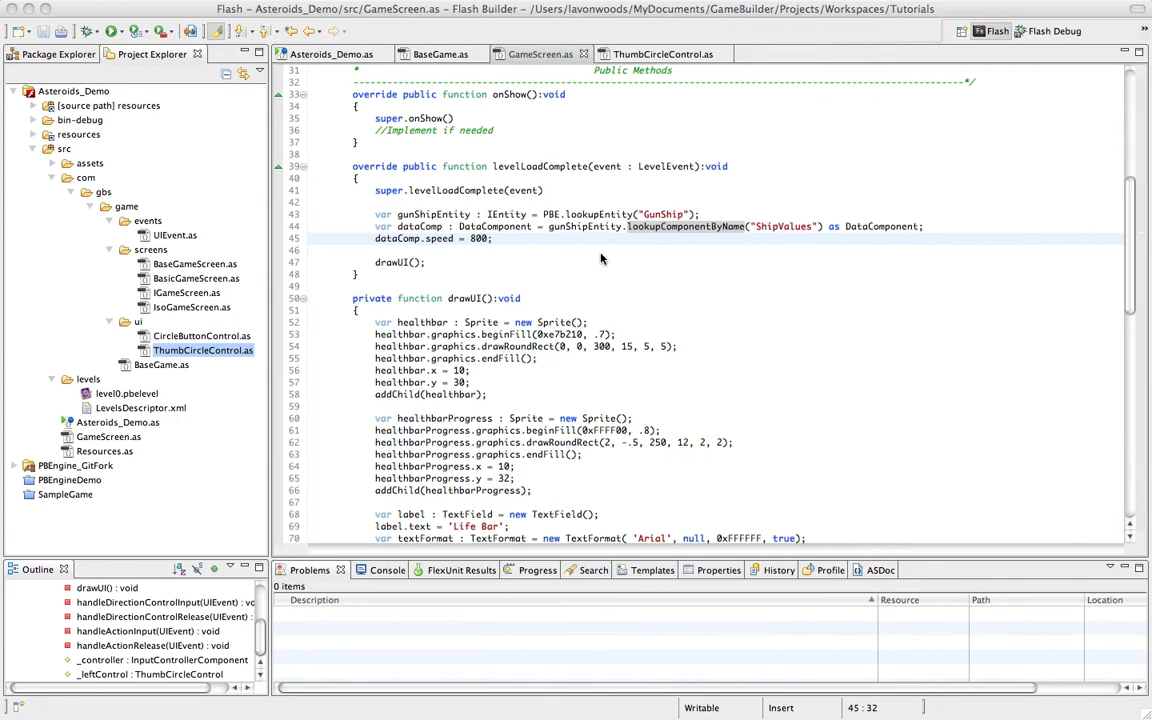 Flash - Asteroids_Demo/src/GameScreen.as - Flash Builder - /Users/lavonwoods/MyDocuments/GameBuilder/Projects/Workspaces/Tutorials
Flash Flash Debug
Package Explorer Project Explorer
Asteroids_Demo.as BaseGame.as GameScreen.as ThumbCircleControl.as
Asteroids_Demo
[source path] resources
bin-debug
resources
src
assets
com
gbs
game
events
UIEvent.as
screens
BaseGameScreen.as
BasicGameScreen.as
IGameScreen.as
IsoGameScreen.as
ui
CircleButtonControl.as
ThumbCircleControl.as
BaseGame.as
levels
level0.pbelevel
LevelsDescriptor.xml
Asteroids_Demo.as
GameScreen.as
Resources.as
PBEngine_GitFork
PBEngineDemo
SampleGame
31 * Public Methods
32 ---------------------------------------------------------------------------------------------------*/
33 override public function onShow():void
34 {
35 super.onShow()
36 //Implement if needed
37 }
38
39 override public function levelLoadComplete(event : LevelEvent):void
40 {
41 super.levelLoadComplete(event)
42
43 var gunShipEntity : IEntity = PBE.lookupEntity("GunShip");
44 var dataComp : DataComponent = gunShipEntity.lookupComponentByName("ShipValues") as DataComponent;
45 dataComp.speed = 800;
46
47 drawUI();
48 }
49
50 private function drawUI():void
51 {
52 var healthbar : Sprite = new Sprite();
53 healthbar.graphics.beginFill(0xe7b210, .7);
54 healthbar.graphics.drawRoundRect(0, 0, 300, 15, 5, 5);
55 healthbar.graphics.endFill();
56 healthbar.x = 10;
57 healthbar.y = 30;
58 addChild(healthbar);
59
60 var healthbarProgress : Sprite = new Sprite();
61 healthbarProgress.graphics.beginFill(0xFFFF00, .8);
62 healthbarProgress.graphics.drawRoundRect(2, -.5, 250, 12, 2, 2);
63 healthbarProgress.graphics.endFill();
64 healthbarProgress.x = 10;
65 healthbarProgress.y = 32;
66 addChild(healthbarProgress);
67
68 var label : TextField = new TextField();
69 label.text = 'Life Bar';
70 var textFormat : TextFormat = new TextFormat( 'Arial', null, 0xFFFFFF, true);
Outline
drawUI() : void
handleDirectionControlInput(UIEvent) : vc
handleDirectionControlRelease(UIEvent) :
handleActionInput(UIEvent) : void
handleActionRelease(UIEvent) : void
_controller : InputControllerComponent
_leftControl : ThumbCircleControl
Problems Console FlexUnit Results Progress Search Templates Properties History Profile ASDoc
0 items
Description Resource Path Location
Writable Insert 45 : 32